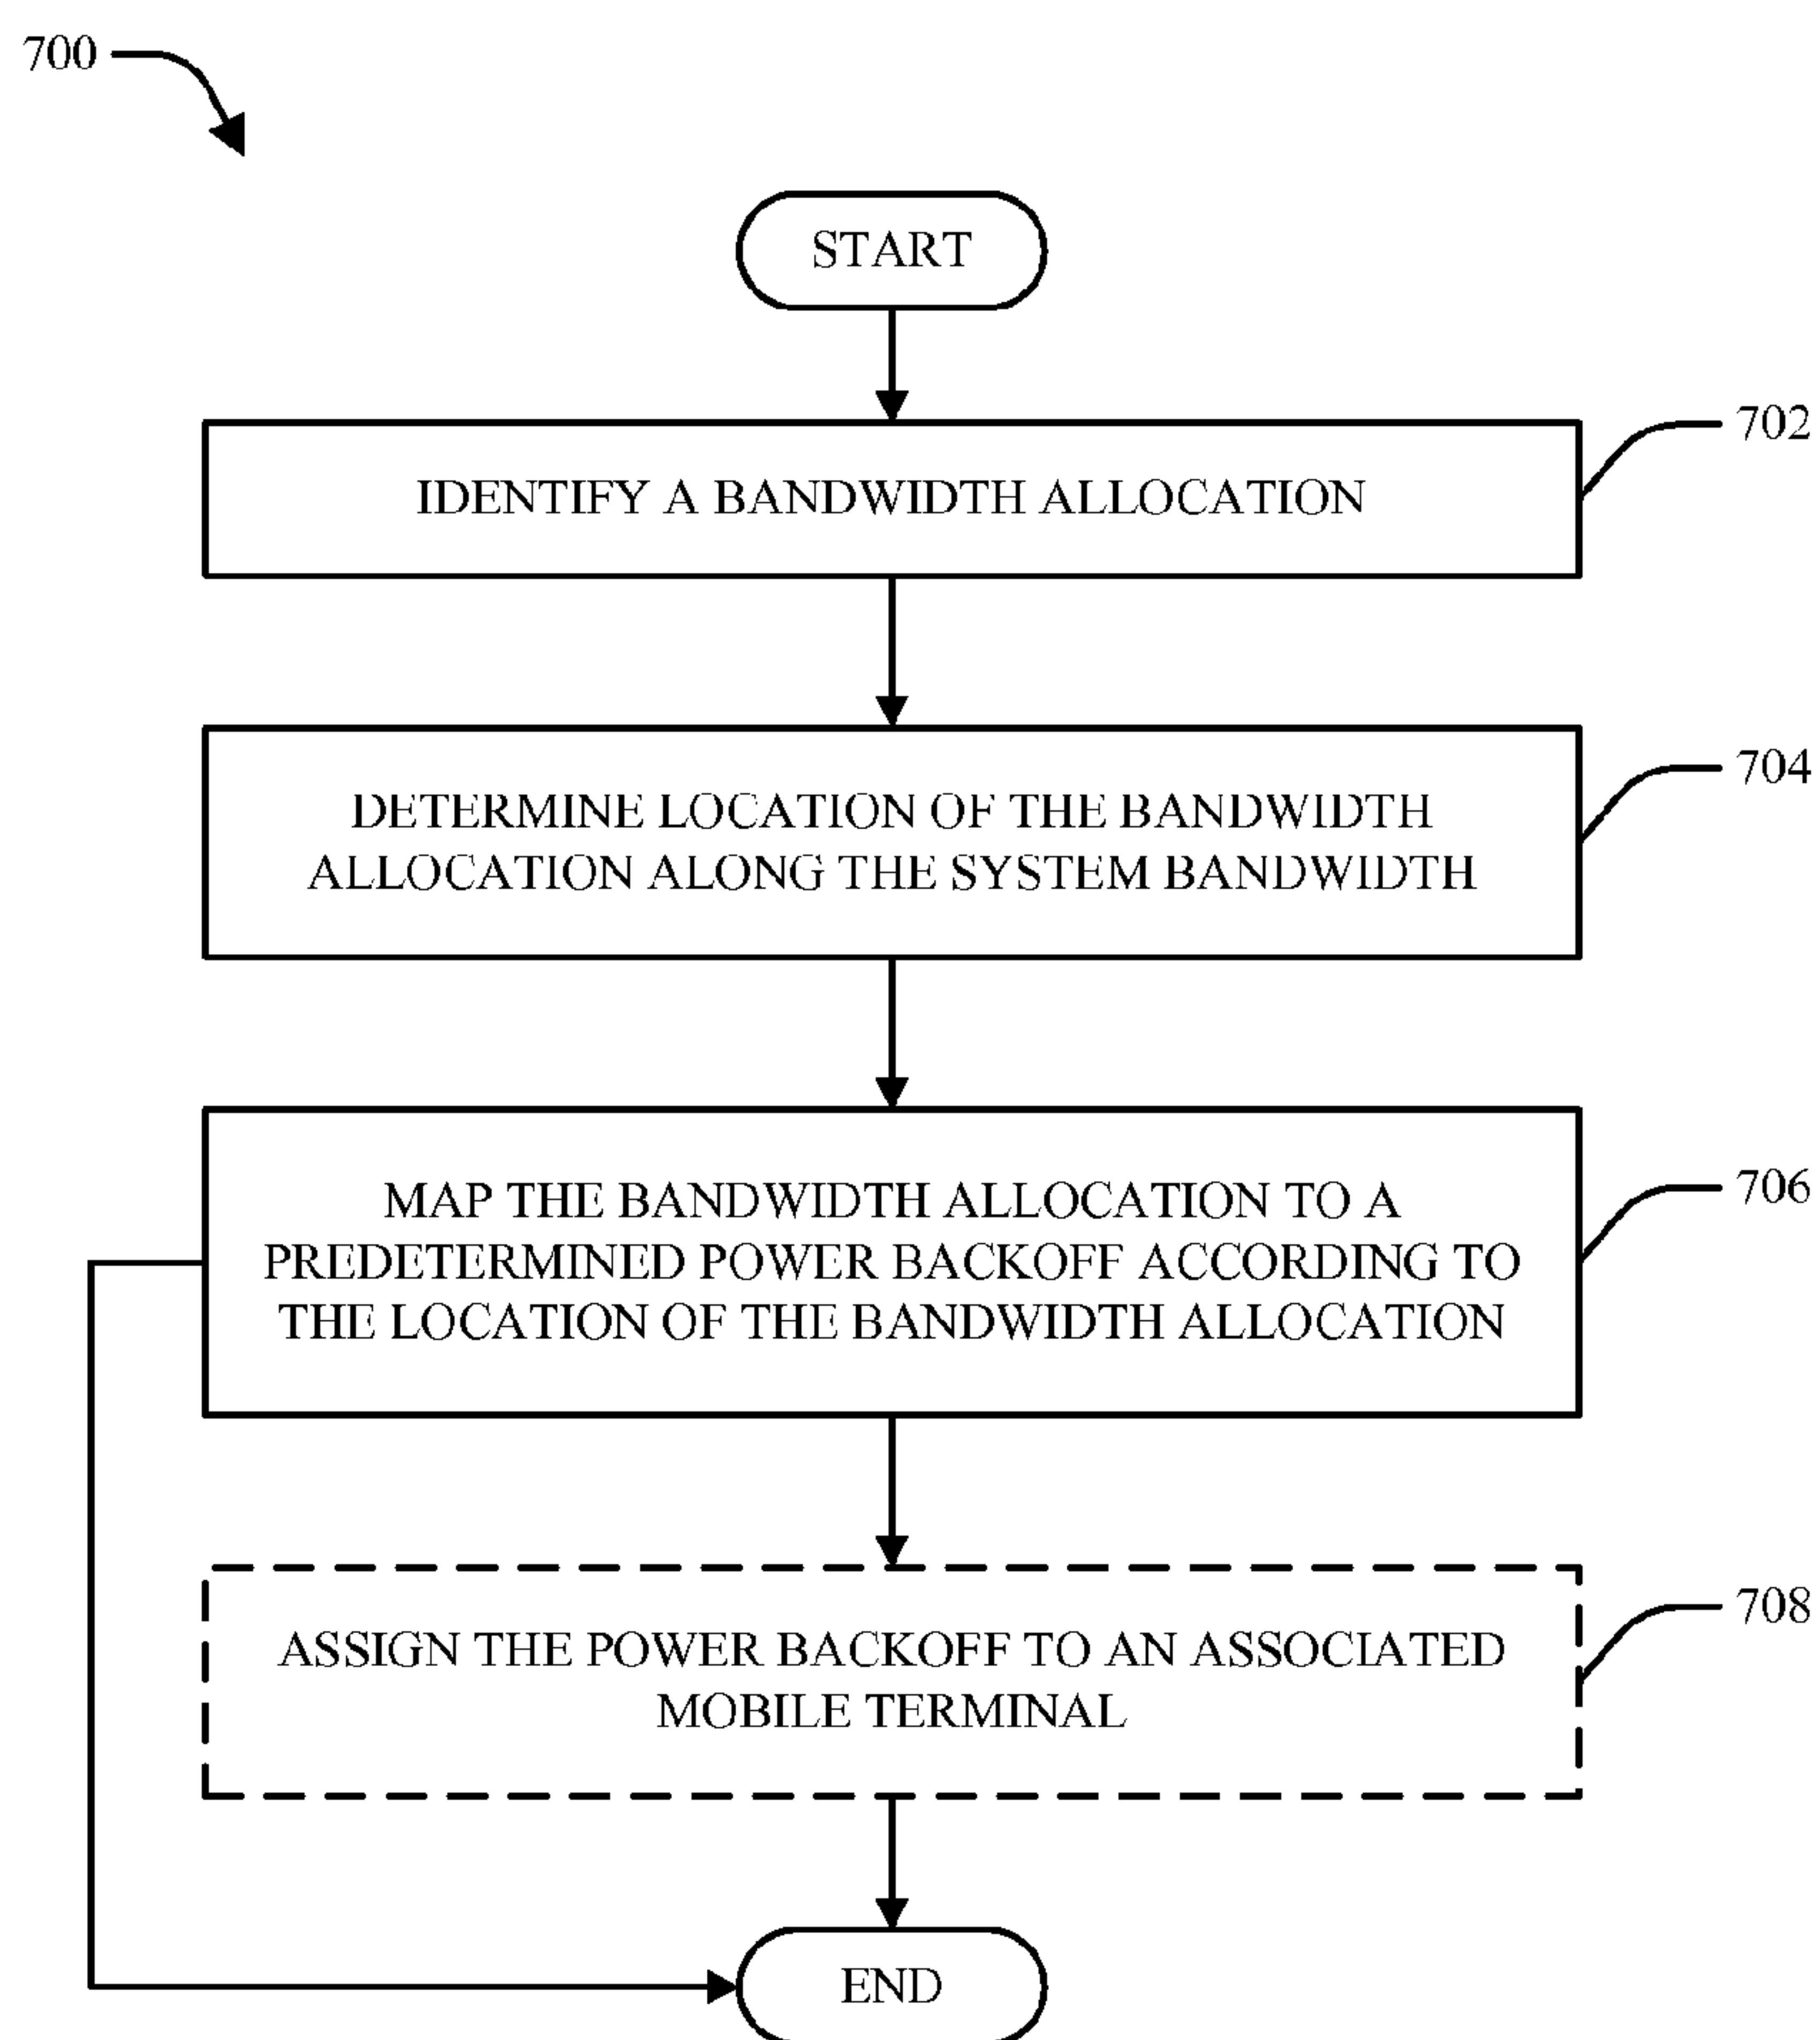 700
START
IDENTIFY A BANDWIDTH ALLOCATION
702
DETERMINE LOCATION OF THE BANDWIDTH
ALLOCATION ALONG THE SYSTEM BANDWIDTH
704
MAP THE BANDWIDTH ALLOCATION TO A
PREDETERMINED POWER BACKOFF ACCORDING TO
THE LOCATION OF THE BANDWIDTH ALLOCATION
706
ASSIGN THE POWER BACKOFF TO AN ASSOCIATED
MOBILE TERMINAL
708
END